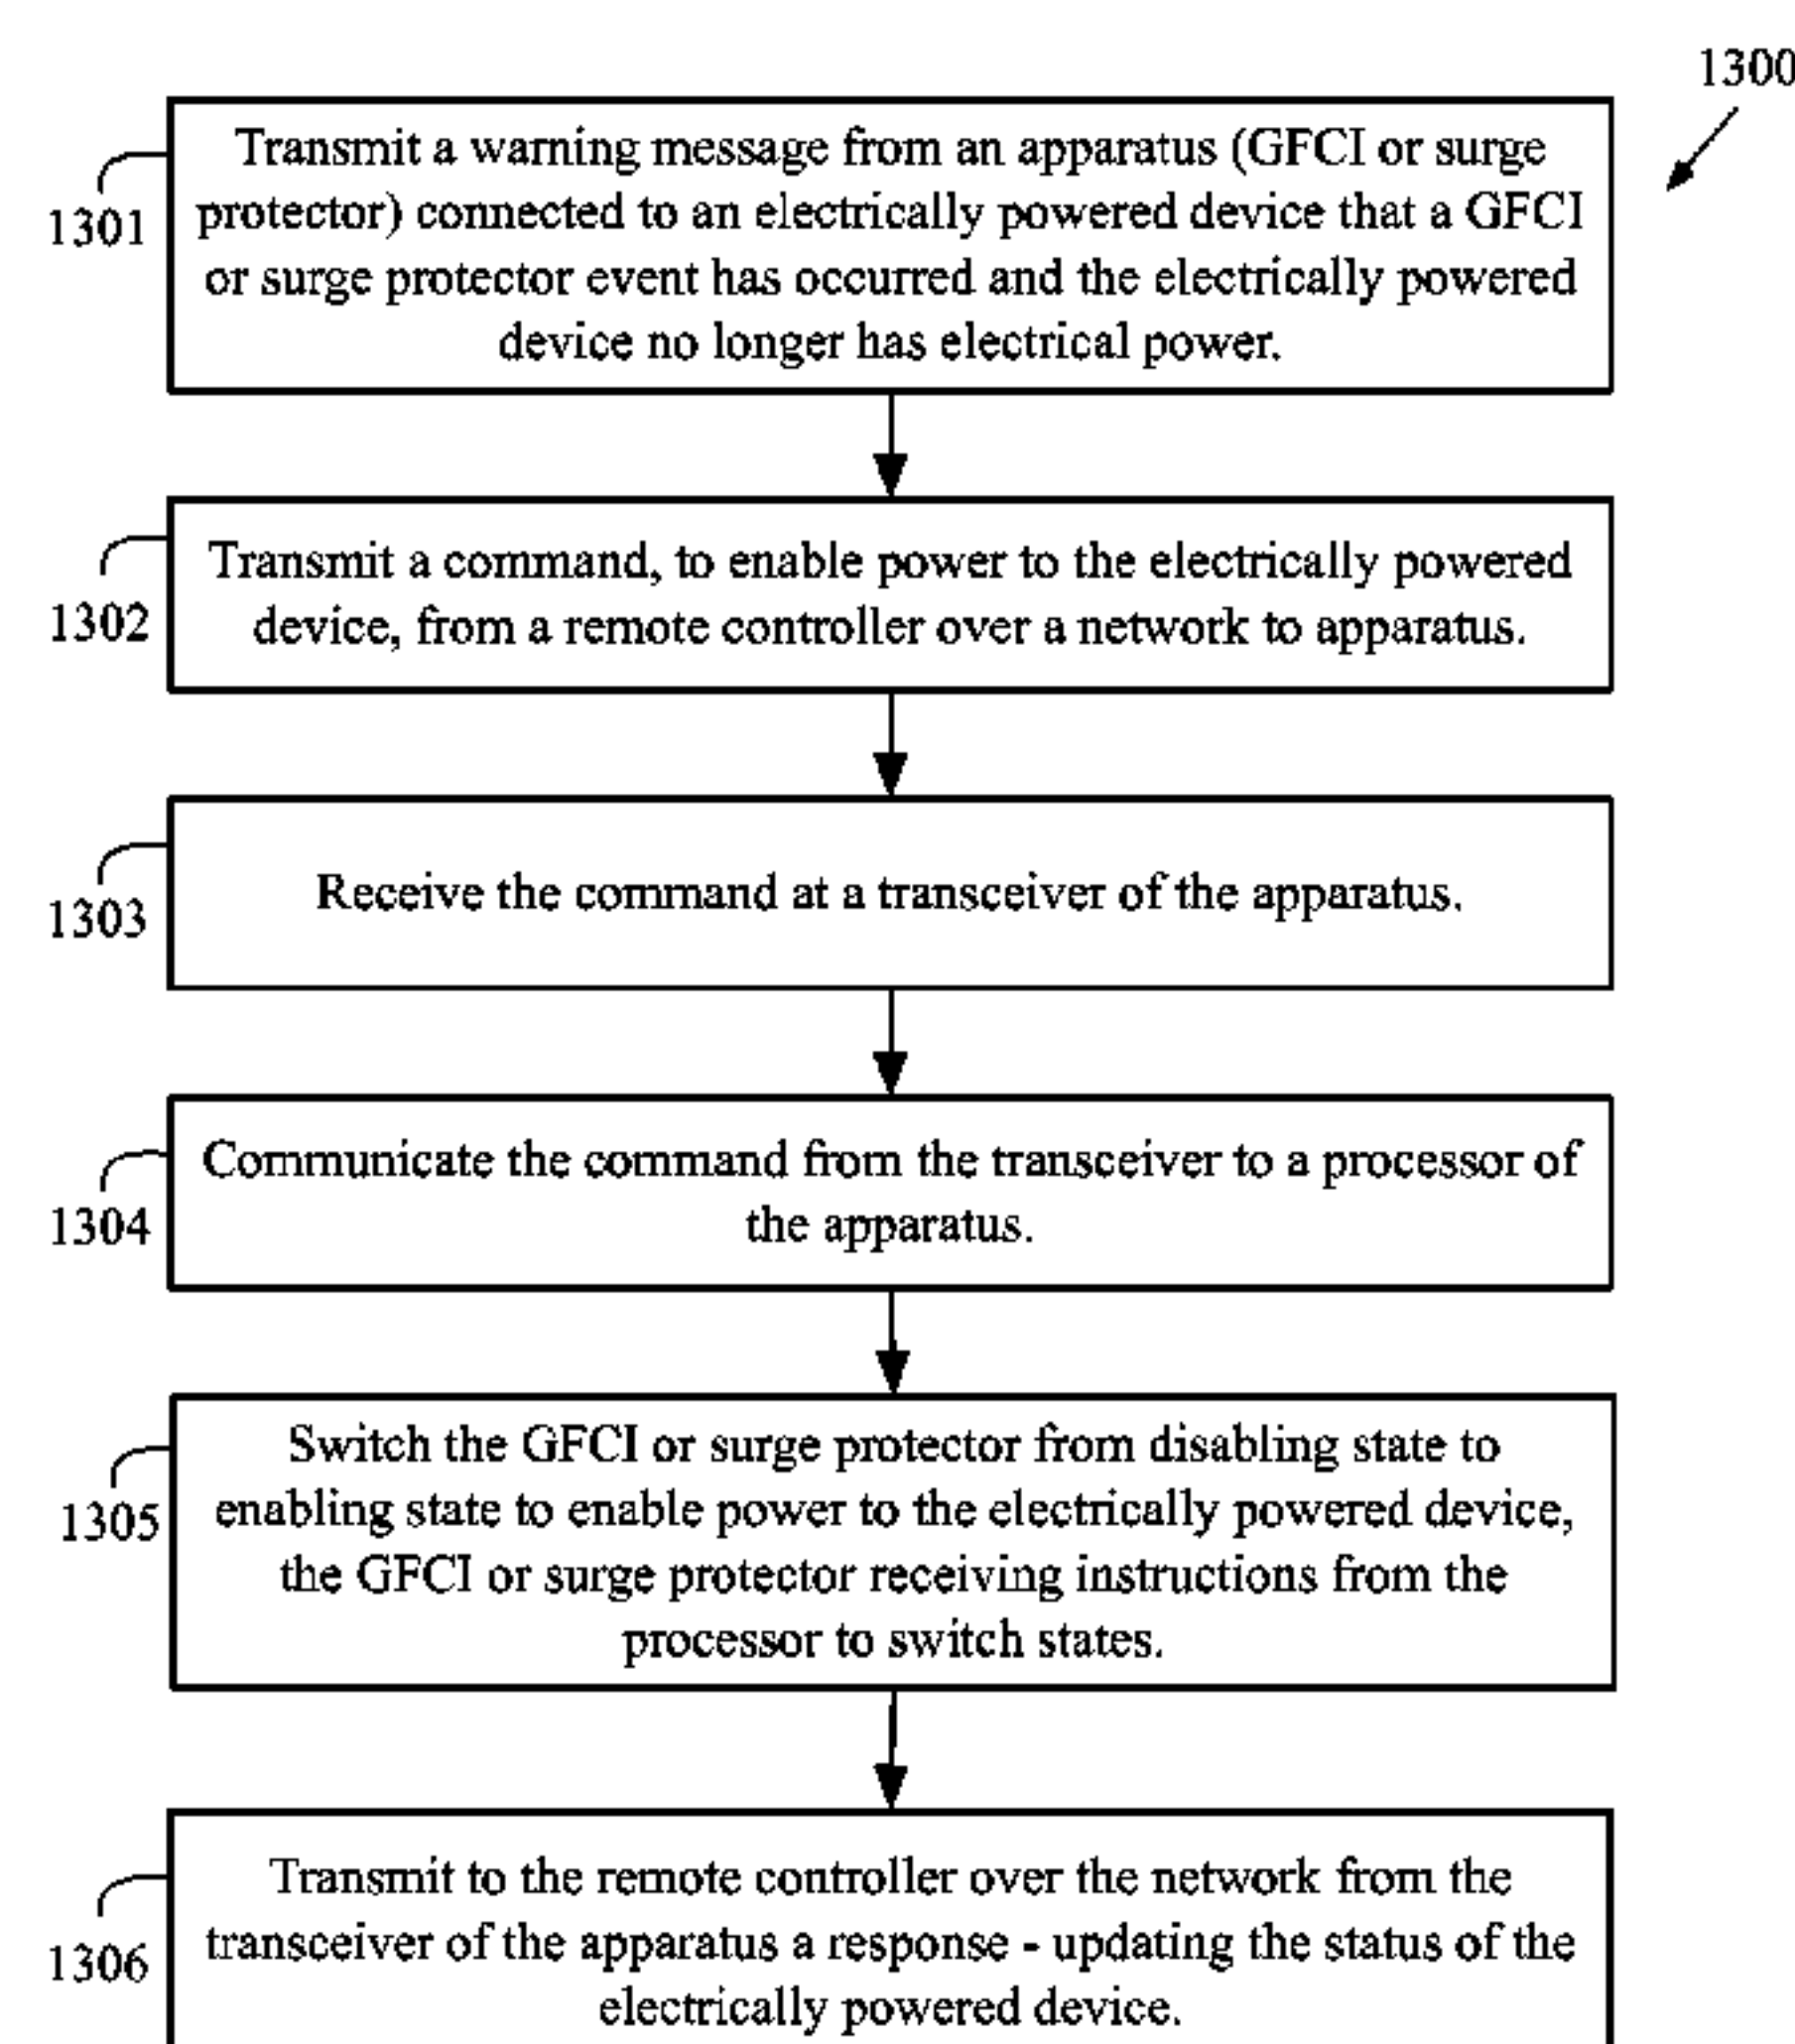 1300
Transmit a warning message from an apparatus (GFCI or surge
protector) connected to an electrically powered device that a GFCI
or surge protector event has occurred and the electrically powered
device no longer has electrical power.
1301
Transmit a command, to enable power to the electrically powered
device, from a remote controller over a network to apparatus.
1302
Receive the command at a transceiver of the apparatus.
1303
Communicate the command from the transceiver to a processor of
the apparatus.
1304
Switch the GFCI or surge protector from disabling state to
enabling state to enable power to the electrically powered device,
the GFCI or surge protector receiving instructions from the
processor to switch states.
1305
Transmit to the remote controller over the network from the
transceiver of the apparatus a response - updating the status of the
electrically powered device.
1306